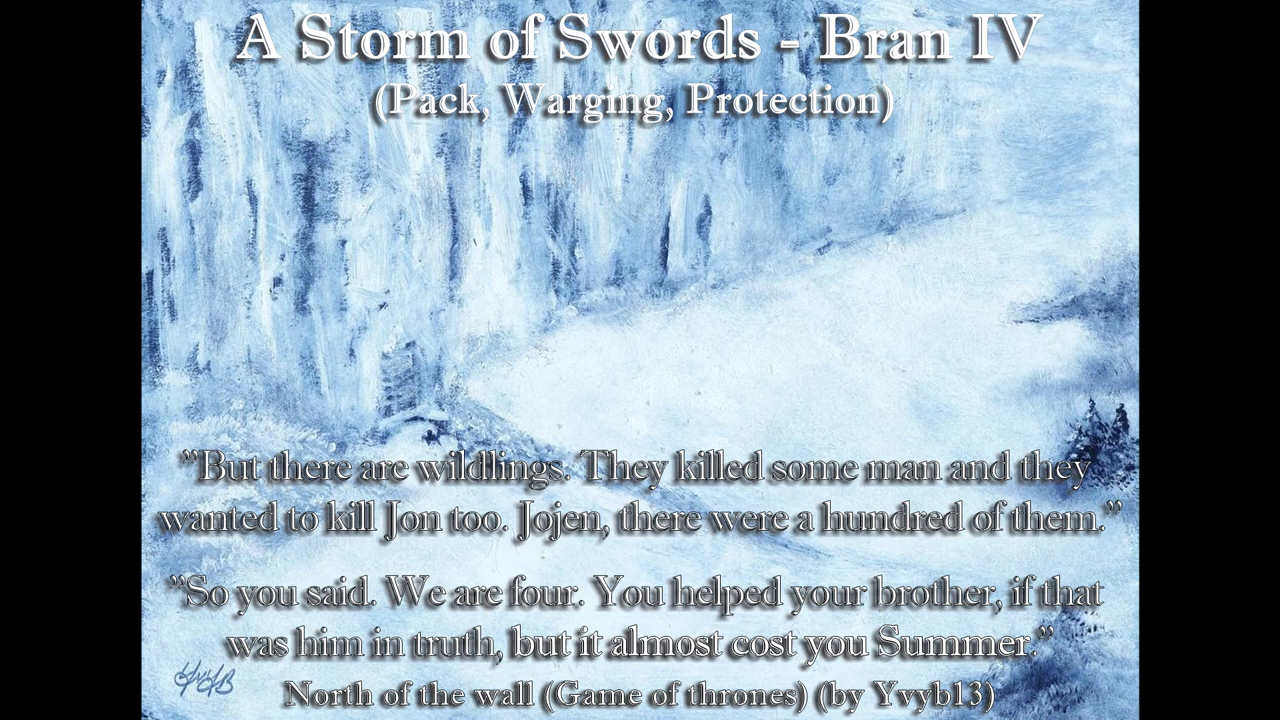 A Storm of Swords - Bran IV
(Pack, Warging, Protection)
”But there are wildlings. They killed some man and they
wanted to kill Jon too. Jojen, there were a hundred of them.”
”So you said. We are four. You helped your brother, if that
was him in truth, but it almost cost you Summer.”
North of the wall (Game of thrones) (by Yvyb13)